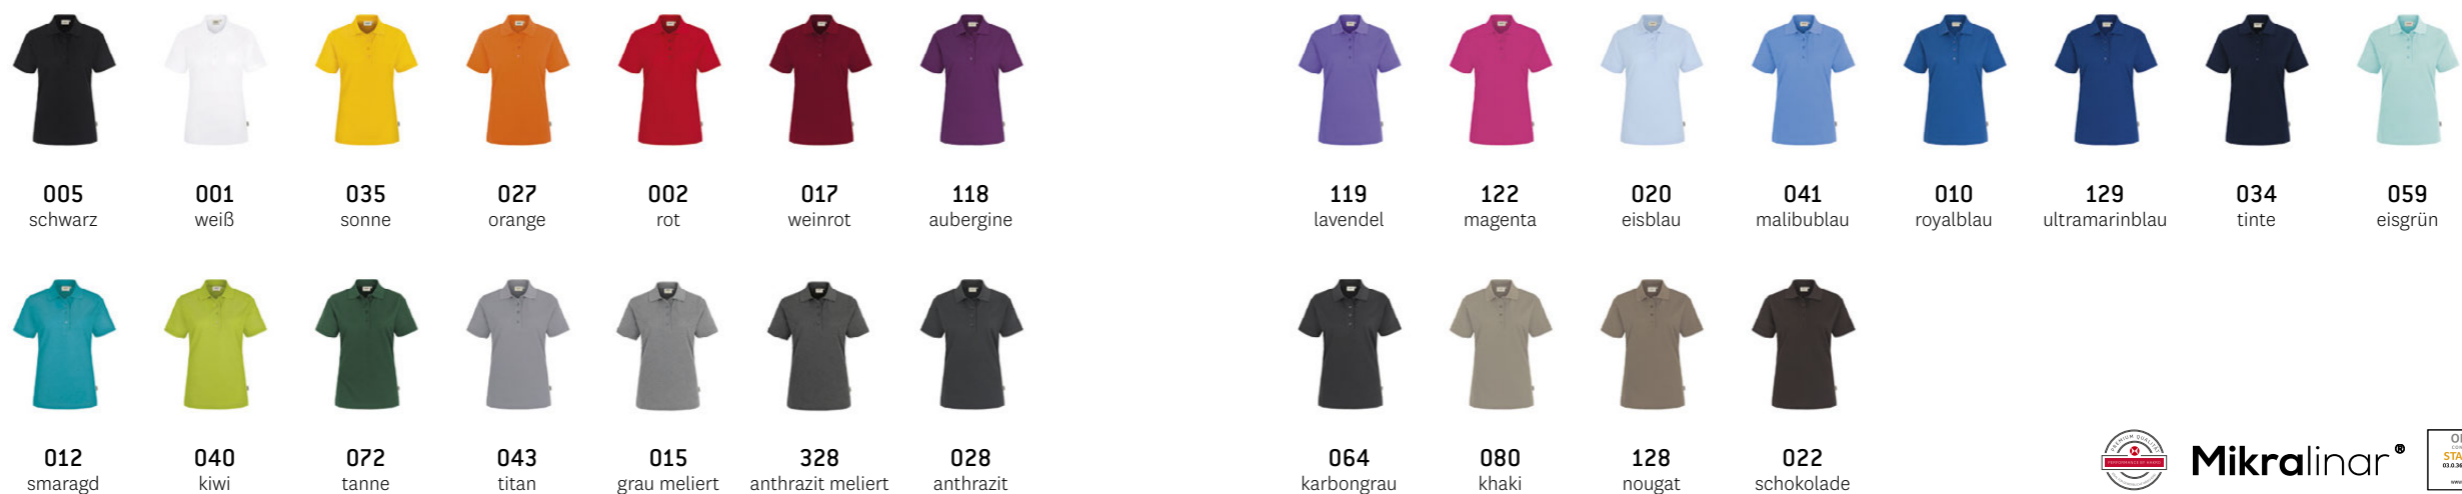 005 001 035 027 002 017 118 119 122 020 041 010 129 034 059
schwarz weiß sonne orange rot weinrot aubergine lavendel magenta eisblau malibublau royalblau ultramarinblau tinte eisgrün
012 040 072 043 015 328 028 064 080 128 022
smaragd kiwi tanne titan grau meliert anthrazit meliert anthrazit karbongrau khaki nougat schokolade
PREMIUM QUALITÄT
Mikralinar®